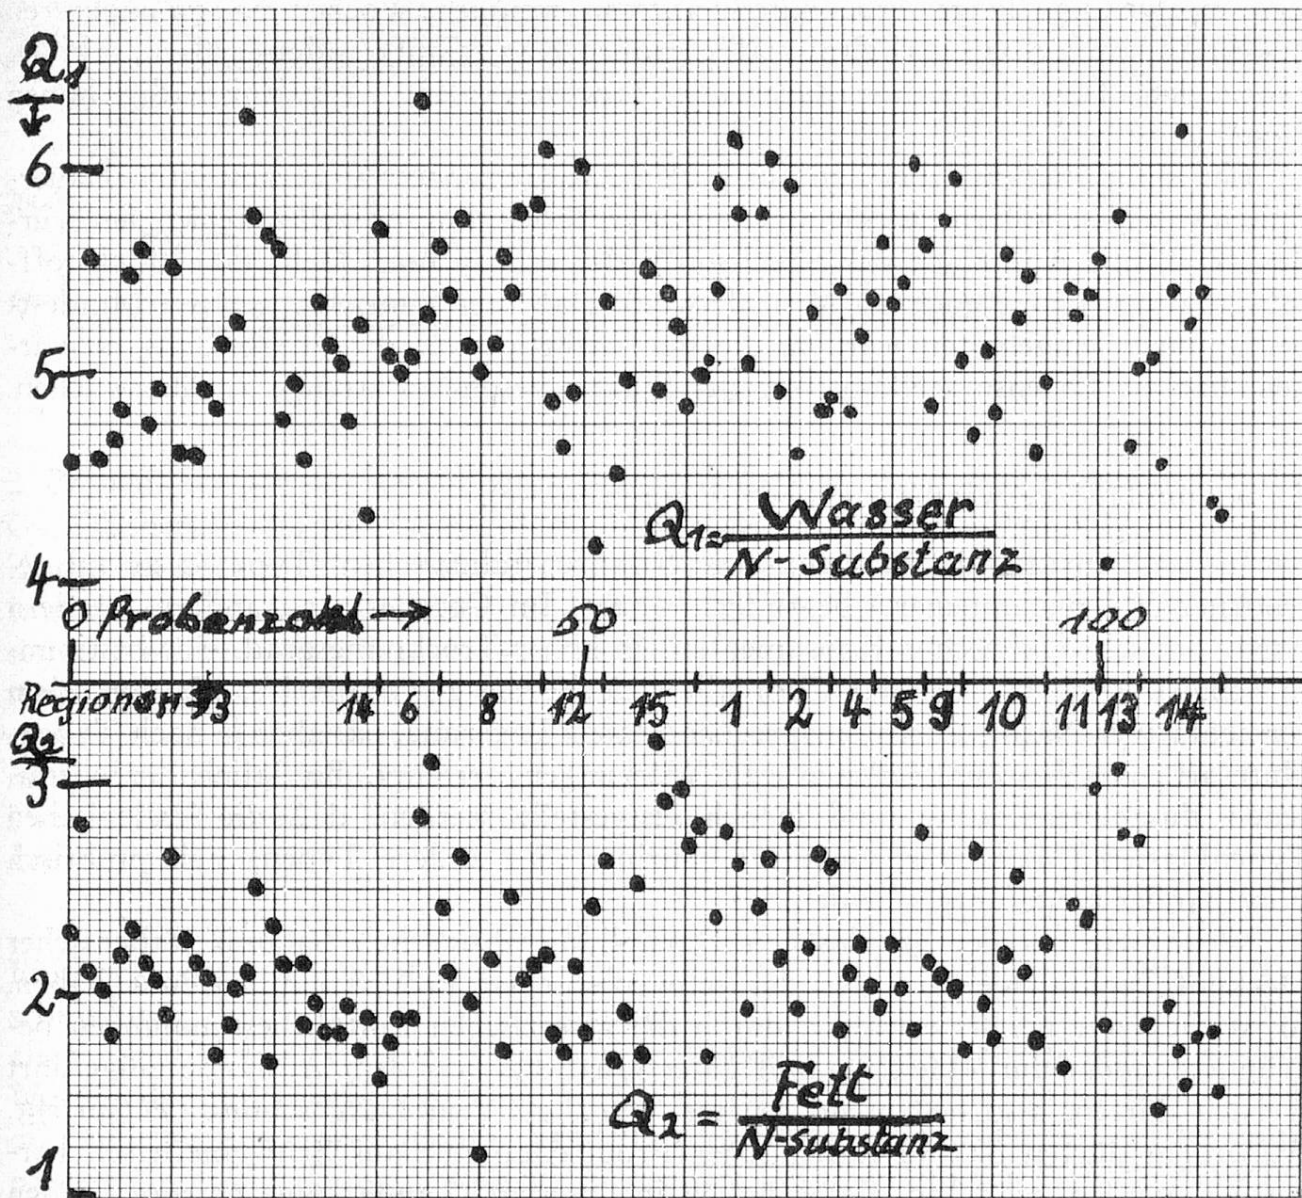 Q₁
↓
6
5
Q₁ = Wasser
N-Substanz
4
0 Probenzahl → 50 100
Regionen → 3 14 6 8 12 15 1 2 4 5 9 10 11 13 14
Q₂
3
2
Q₂ = Fett
N-Substanz
1